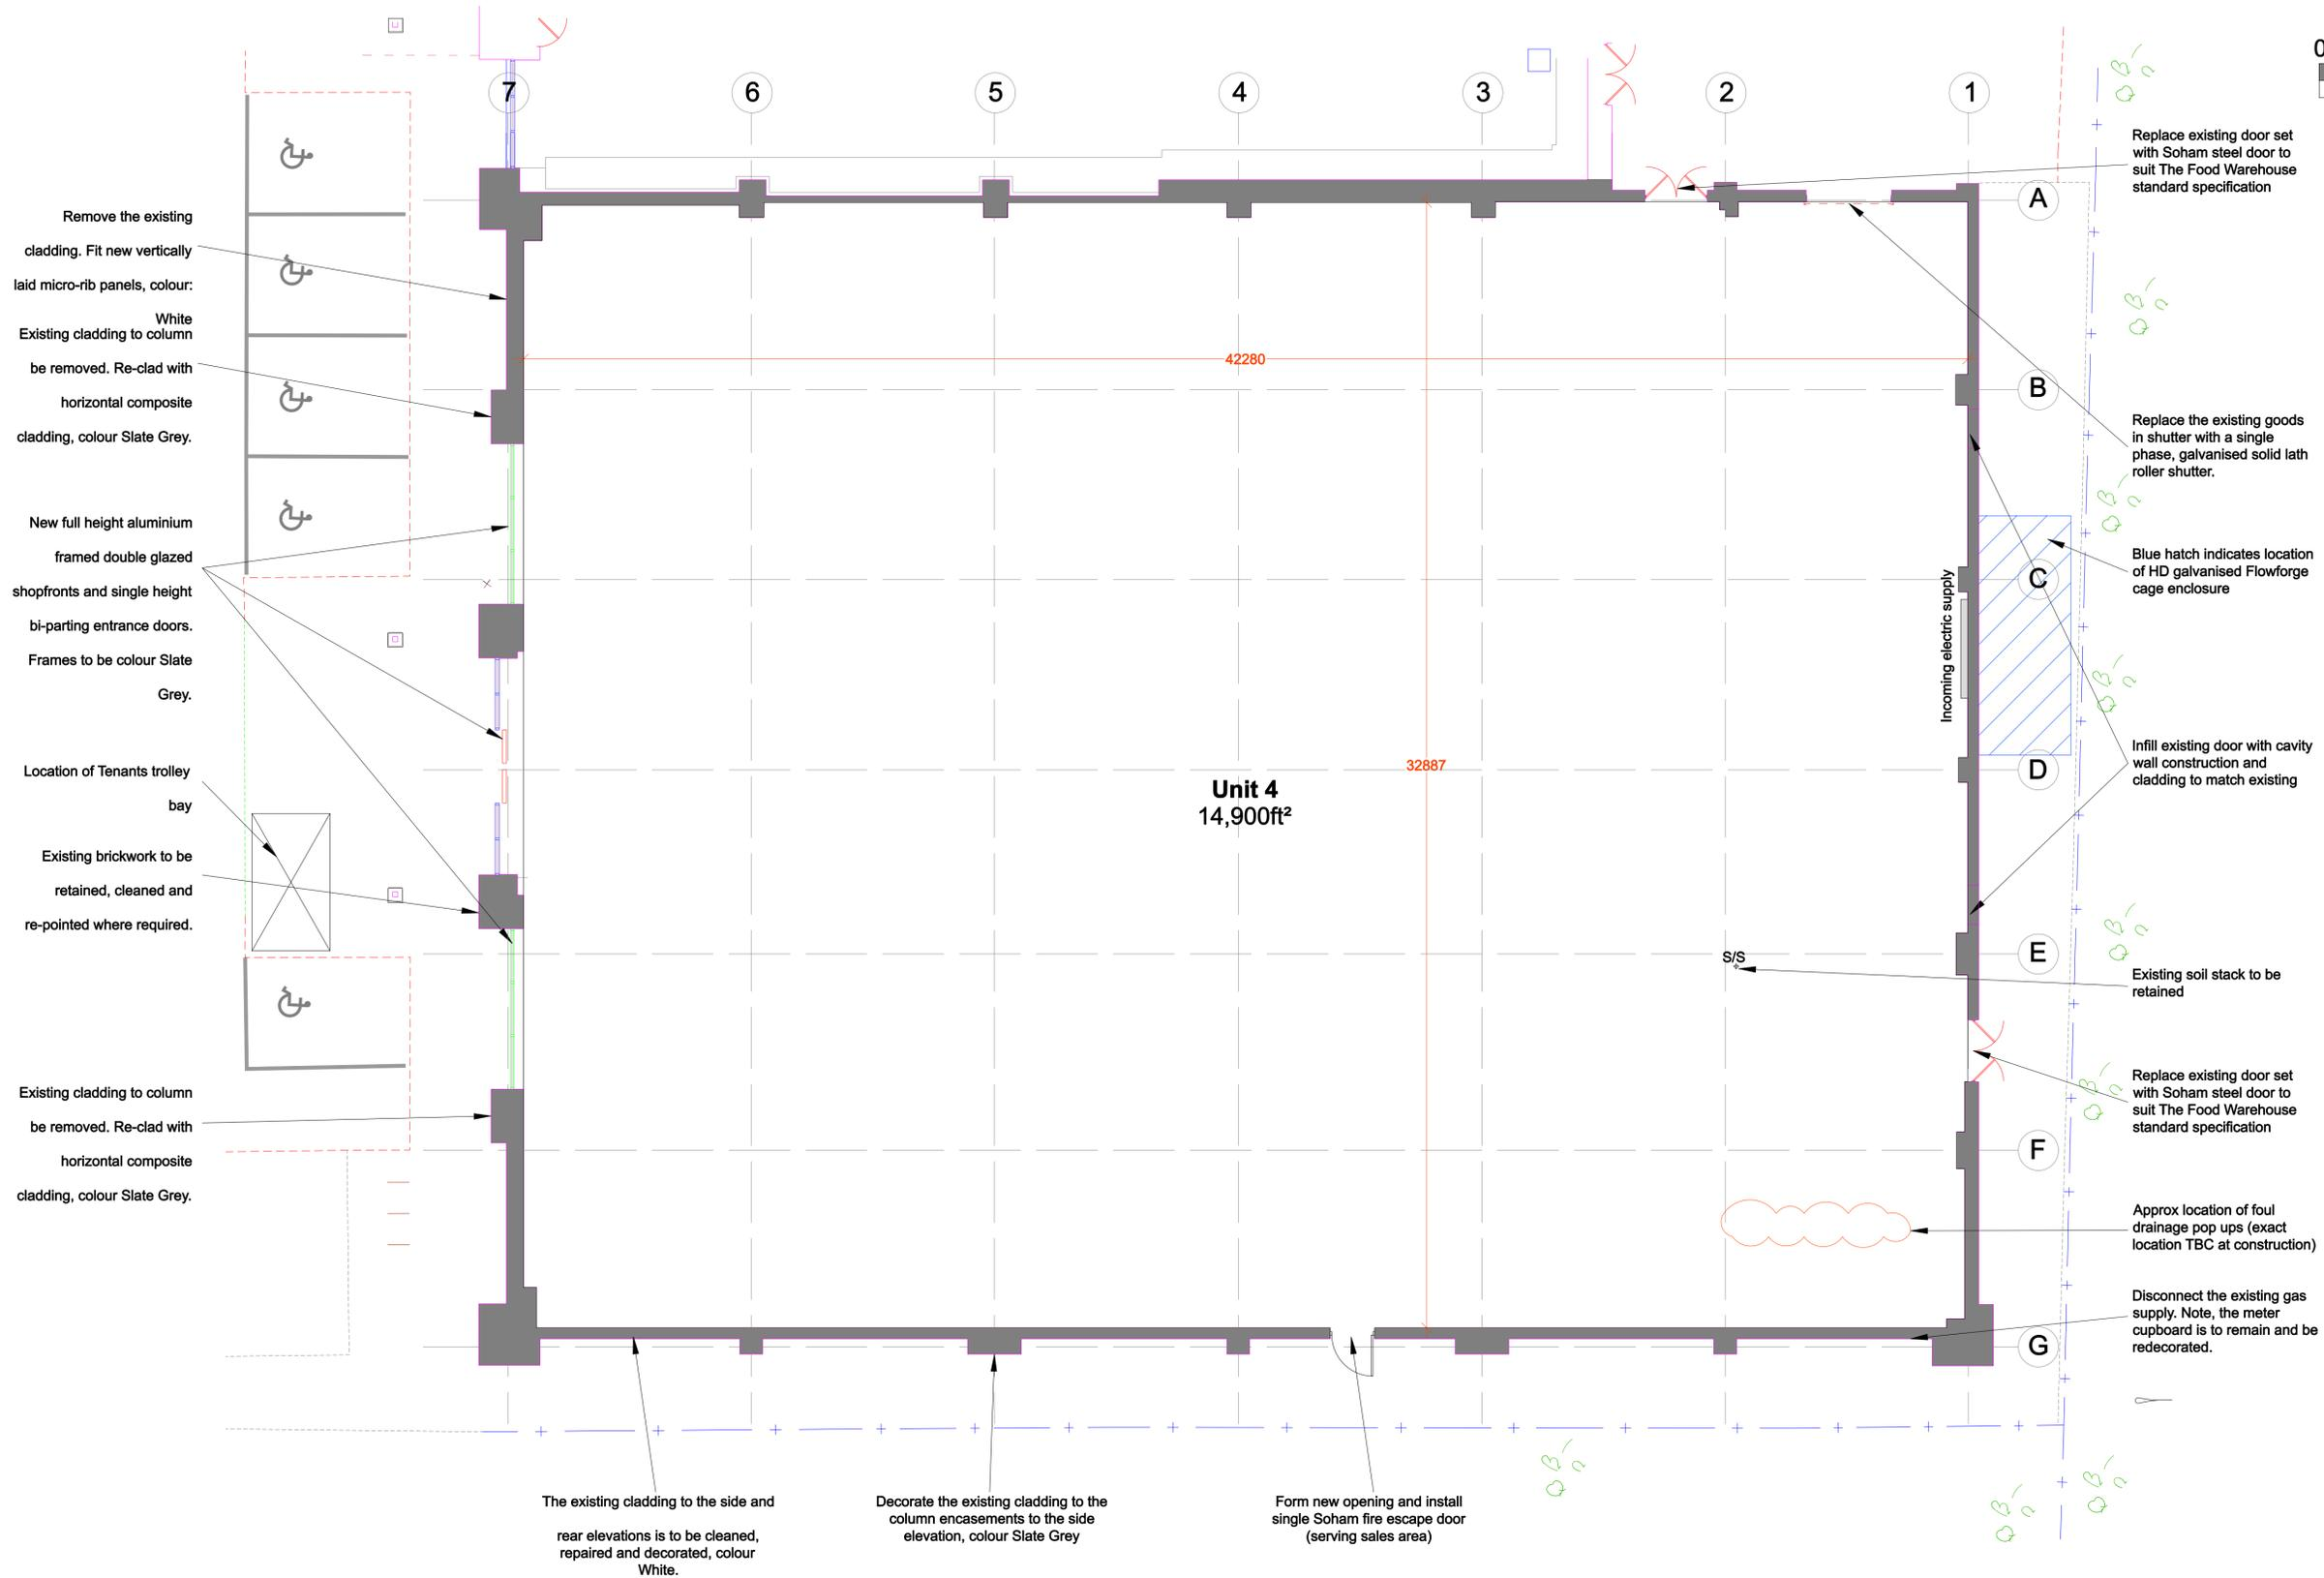 0
7
6
5
4
3
2
1
A
B
C
D
E
F
G
Remove the existing
cladding. Fit new vertically
laid micro-rib panels, colour:
White
Existing cladding to column
be removed. Re-clad with
horizontal composite
cladding, colour Slate Grey.
New full height aluminium
framed double glazed
shopfronts and single height
bi-parting entrance doors.
Frames to be colour Slate
Grey.
Location of Tenants trolley
bay
Existing brickwork to be
retained, cleaned and
re-pointed where required.
Existing cladding to column
be removed. Re-clad with
horizontal composite
cladding, colour Slate Grey.
42280
32887
Unit 4
14,900ft²
Incoming electric supply
S/S
Replace existing door set
with Soham steel door to
suit The Food Warehouse
standard specification
Replace the existing goods
in shutter with a single
phase, galvanised solid lath
roller shutter.
Blue hatch indicates location
of HD galvanised Flowforge
cage enclosure
Infill existing door with cavity
wall construction and
cladding to match existing
Existing soil stack to be
retained
Replace existing door set
with Soham steel door to
suit The Food Warehouse
standard specification
Approx location of foul
drainage pop ups (exact
location TBC at construction)
Disconnect the existing gas
supply. Note, the meter
cupboard is to remain and be
redecorated.
The existing cladding to the side and
rear elevations is to be cleaned,
repaired and decorated, colour
White.
Decorate the existing cladding to the
column encasements to the side
elevation, colour Slate Grey
Form new opening and install
single Soham fire escape door
(serving sales area)